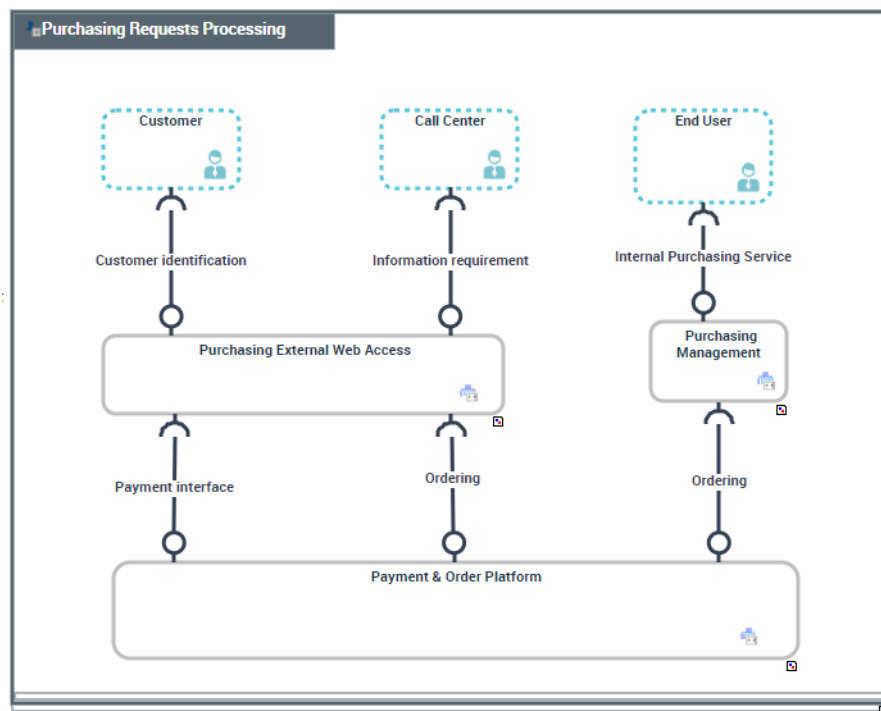 Purchasing Requests Processing
Customer
Call Center
End User
Customer identification
Information requirement
Internal Purchasing Service
Purchasing External Web Access
Purchasing
Management
Payment interface
Ordering
Ordering
Payment & Order Platform